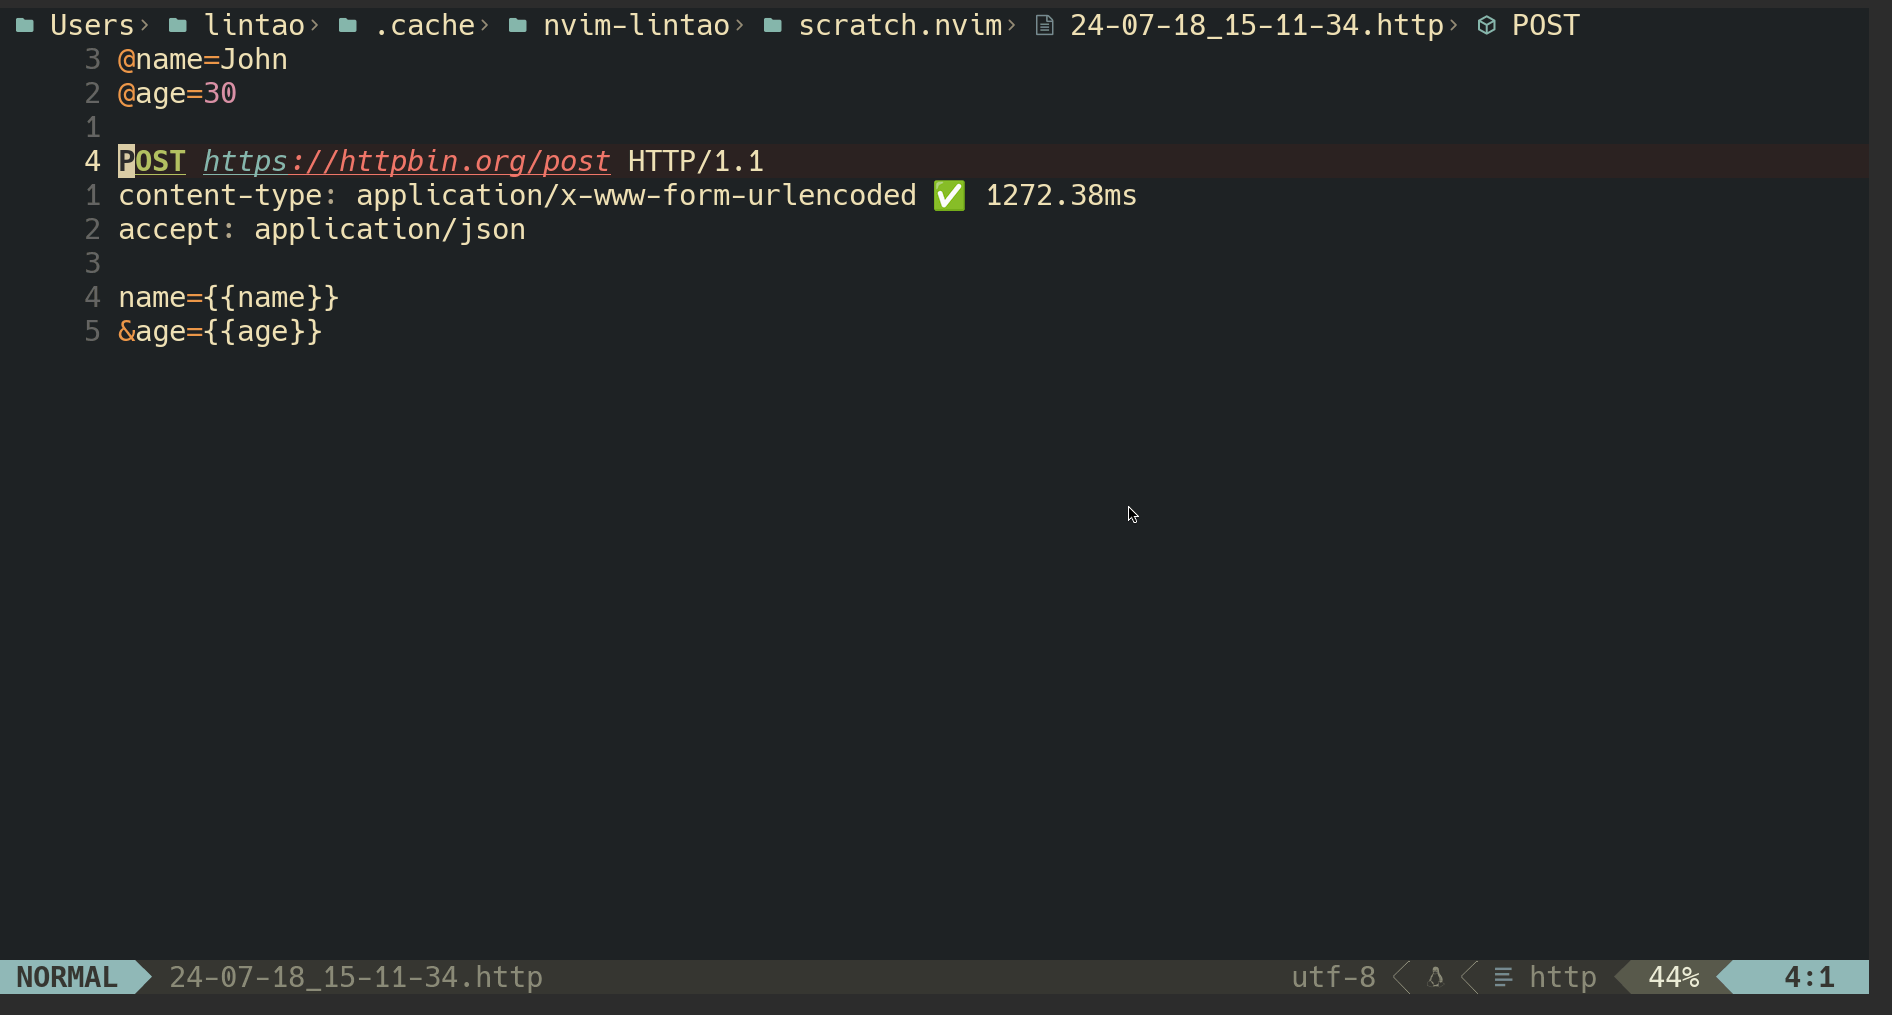 Users› lintao› .cache› nvim-lintao› scratch.nvim› 24-07-18_15-11-34.http› POST
3 @name=John
2 @age=30
1
4 POST https://httpbin.org/post HTTP/1.1
1 content-type: application/x-www-form-urlencoded ✅ 1272.38ms
2 accept: application/json
3
4 name={{name}}
5 &age={{age}}
NORMAL 24-07-18_15-11-34.http utf-8 http 44% 4:1